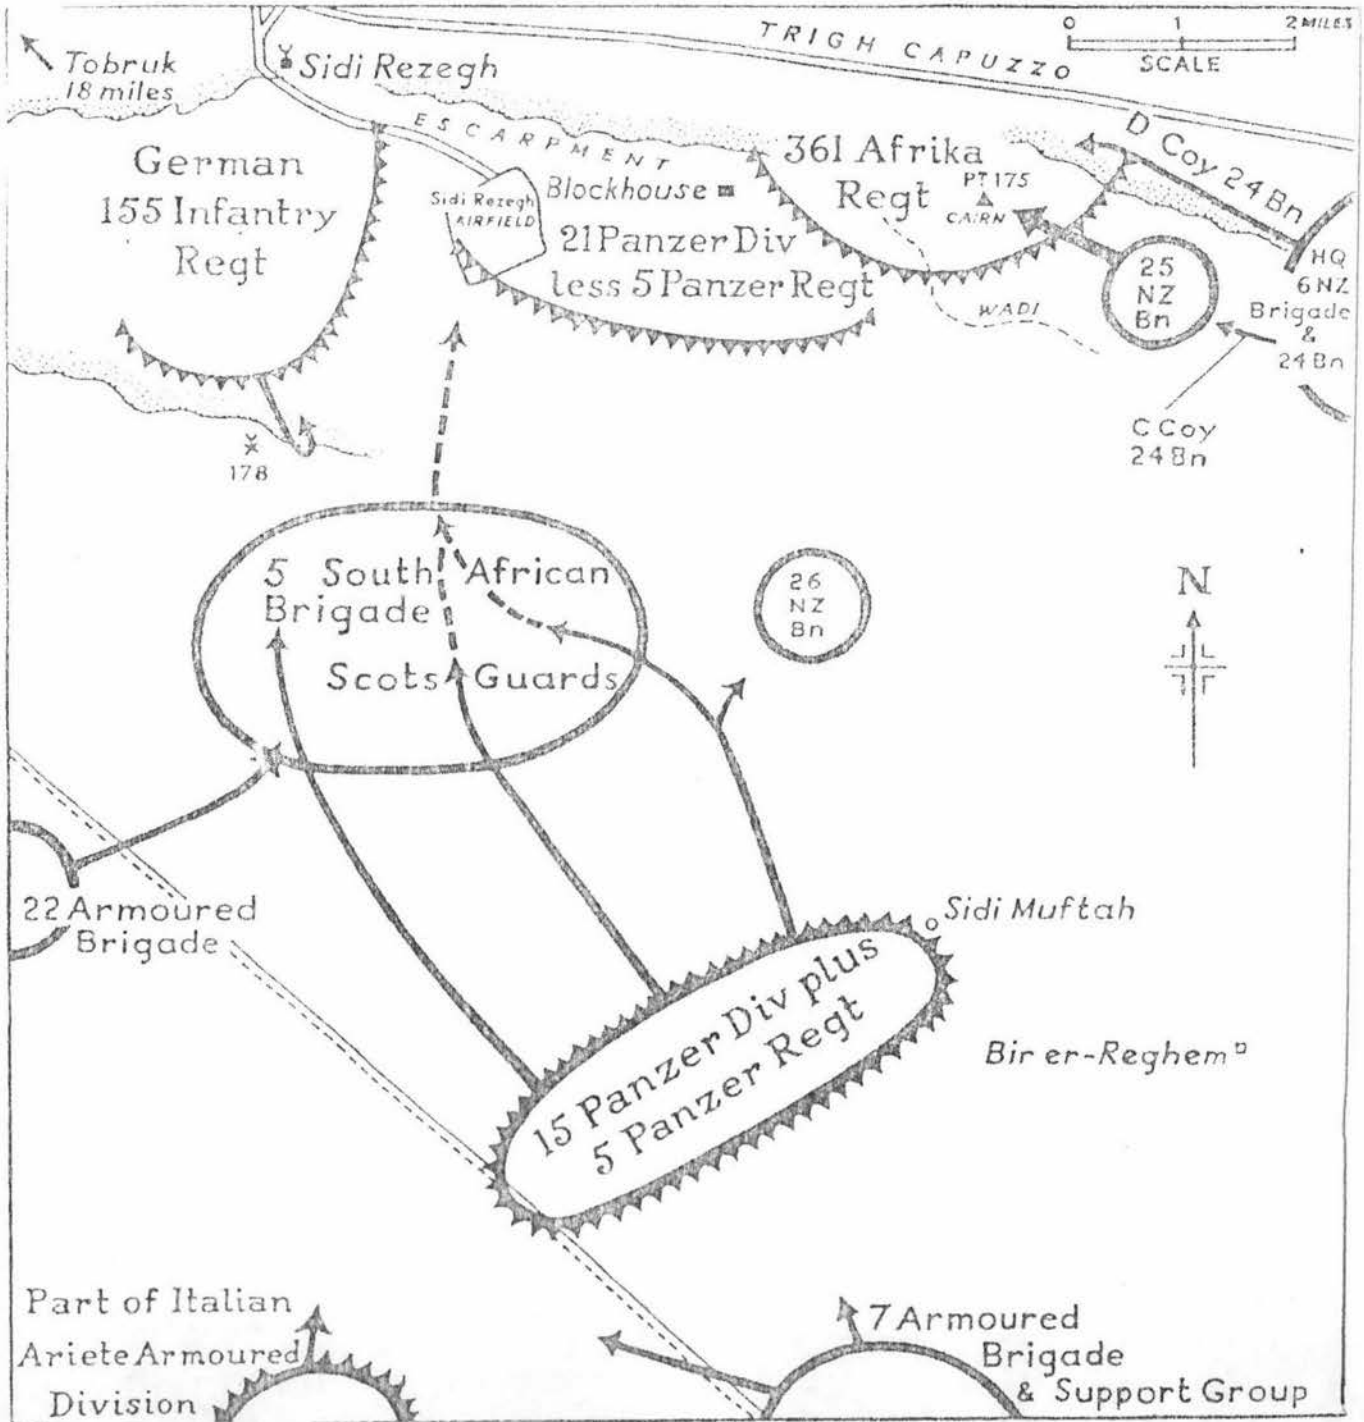 TRIGH CAPUZZO
0 1 2 MILES
SCALE
Tobruk
18 miles
Sidi Rezegh
ESCARPMENT
German
155 Infantry
Regt
Sidi Rezegh
AIRFIELD
Blockhouse
361 Afrika
Regt
PT 175
CAIRN
D Coy 24 Bn
21 Panzer Div
less 5 Panzer Regt
WADI
25
NZ
Bn
HQ
6 NZ
Brigade
&
24 Bn
C Coy
24 Bn
178
5 South African
Brigade
Scots Guards
26
NZ
Bn
N
22 Armoured
Brigade
Sidi Muftah
15 Panzer Div plus
5 Panzer Regt
Bir er-Reghem
Part of Italian
Ariete Armoured
Division
7 Armoured
Brigade
& Support Group